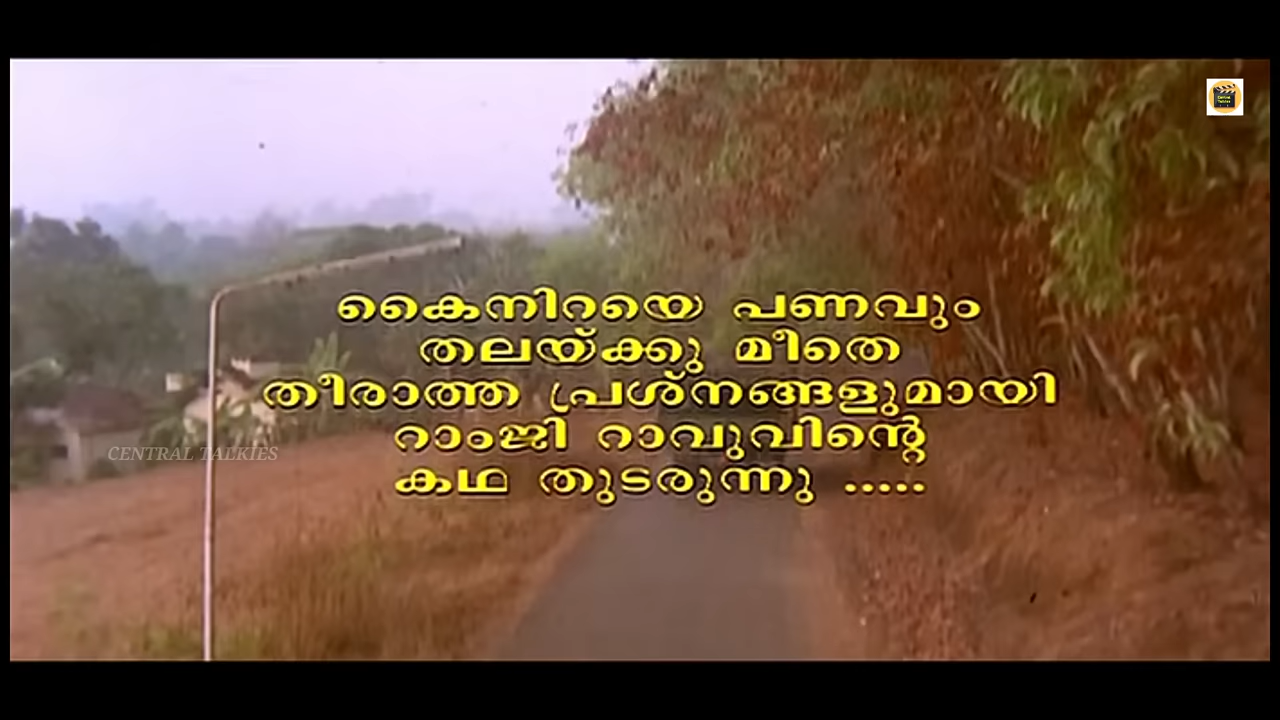 കൈനിറയെ പണവും
തലയ്ക്കു മീതെ
തീരാത്ത പ്രശ്നങ്ങളുമായി
റാംജി റാവുവിന്റെ
കഥ തുടരുന്നു .....
CENTRAL TALKIES